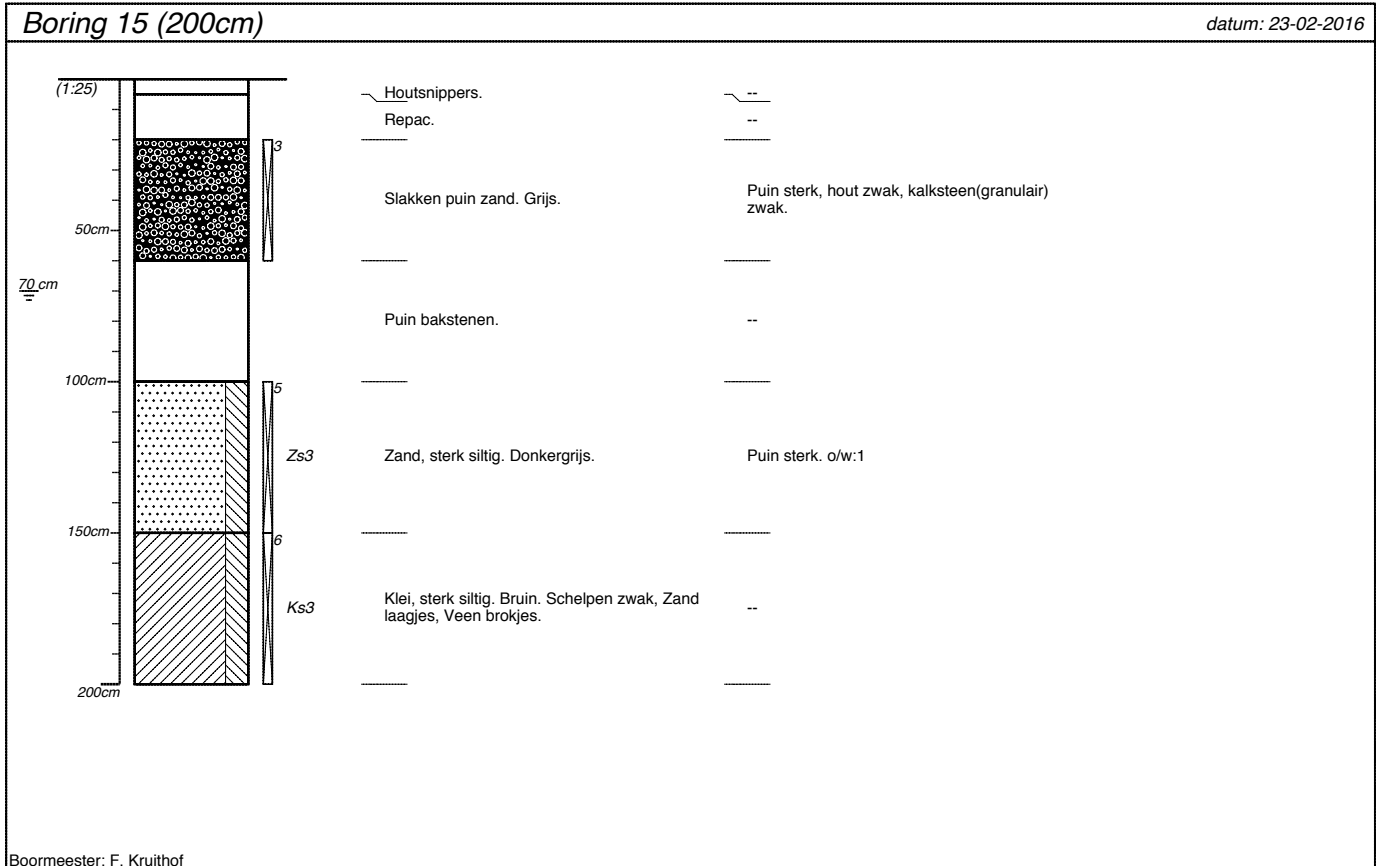 Boring 15 (200cm)
datum: 23-02-2016
(1:25)
Houtsnippers.
--
Repac.
--
3
Slakken puin zand. Grijs.
Puin sterk, hout zwak, kalksteen(granulair)
zwak.
50cm
70 cm
Puin bakstenen.
--
100cm
5
Zs3
Zand, sterk siltig. Donkergrijs.
Puin sterk. o/w:1
150cm
6
Ks3
Klei, sterk siltig. Bruin. Schelpen zwak, Zand
laagjes, Veen brokjes.
--
200cm
Boormeester: F. Kruithof